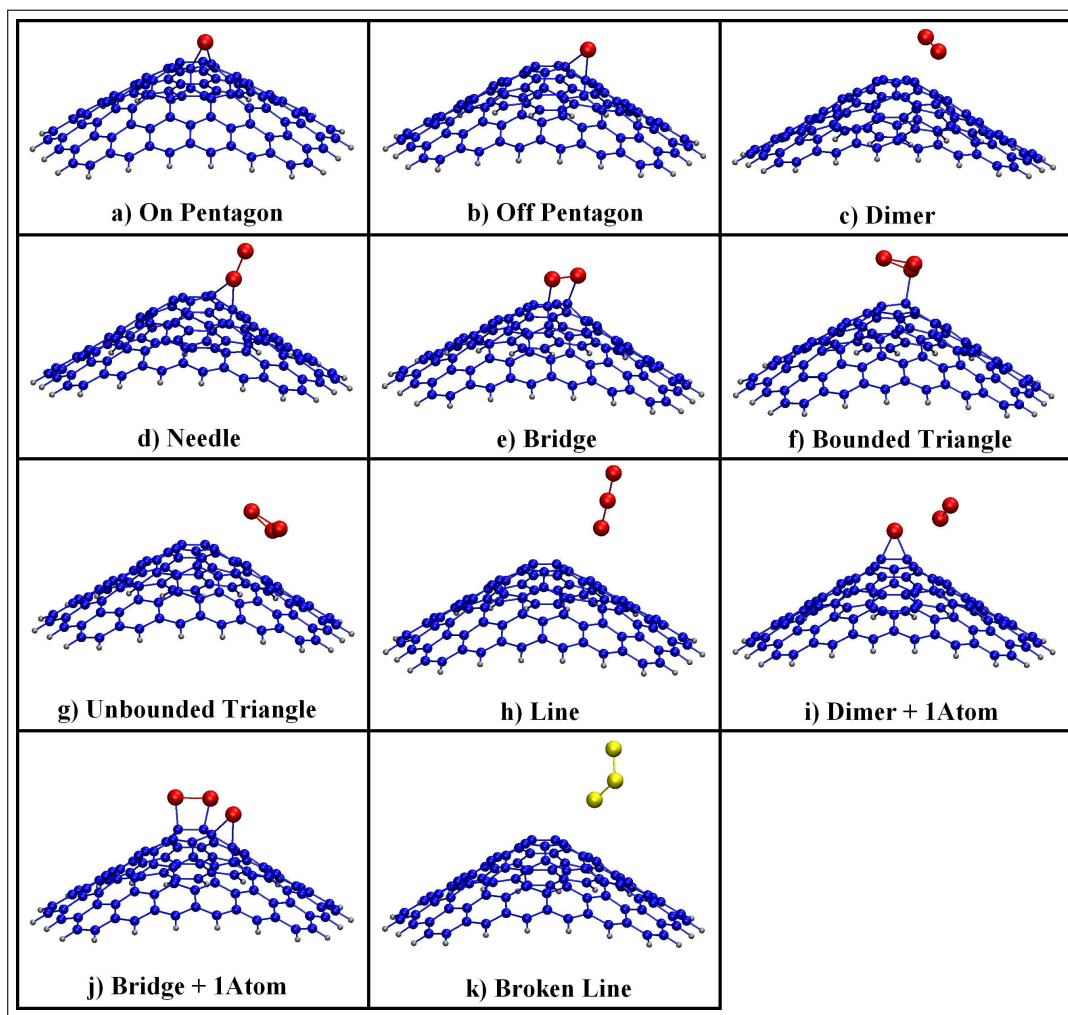 a) On Pentagon
b) Off Pentagon
c) Dimer
d) Needle
e) Bridge
f) Bounded Triangle
g) Unbounded Triangle
h) Line
i) Dimer + 1Atom
j) Bridge + 1Atom
k) Broken Line